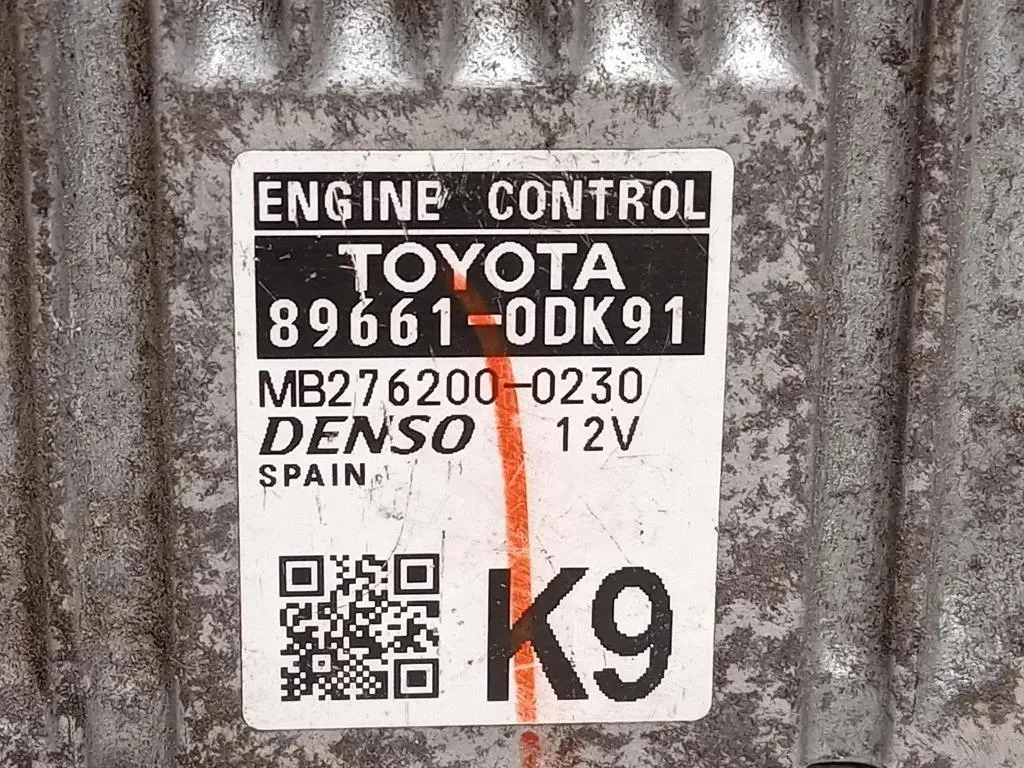 ENGINE CONTROL
TOYOTA
89661-0DK91
MB276200-0230
DENSO 12V
SPAIN
K9